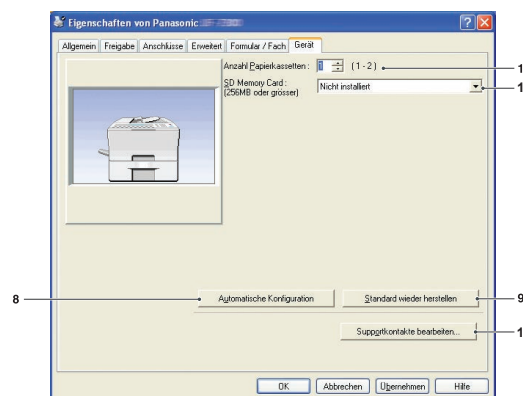 Eigenschaften von Panasonic
Allgemein Freigabe Anschlüsse Erweitert Formular / Fach Gerät
Anzahl Papierkassetten : 1 (1 - 2) 1
SD Memory Card : Nicht installiert 1
(256MB oder grösser)
8 Automatische Konfiguration Standard wieder herstellen 9
Supportkontakte bearbeiten... 1
OK Abbrechen Übernehmen Hilfe